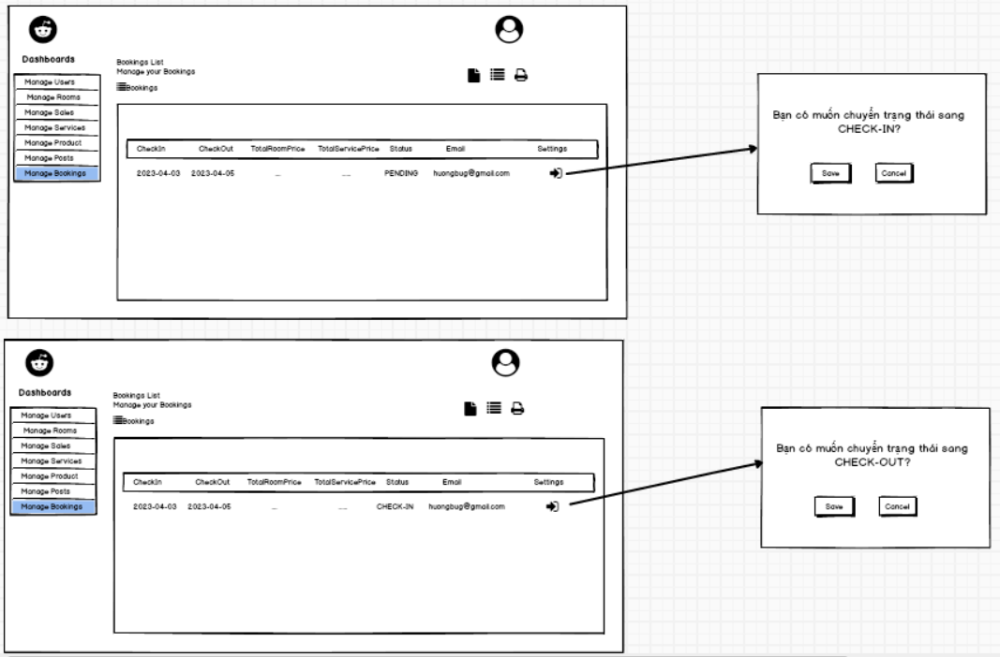 Dashboards
Manage Users
Manage Rooms
Manage Sales
Manage Services
Manage Product
Manage Posts
Manage Bookings
Bookings List
Manage your Bookings
Bookings
CheckIn CheckOut TotalRoomPrice TotalServicePrice Status Email Settings
2023-04-03 2023-04-05 ... ... PENDING huongbug@gmail.com
Bạn có muốn chuyển trạng thái sang
CHECK-IN?
Save Cancel
Dashboards
Manage Users
Manage Rooms
Manage Sales
Manage Services
Manage Product
Manage Posts
Manage Bookings
Bookings List
Manage your Bookings
Bookings
CheckIn CheckOut TotalRoomPrice TotalServicePrice Status Email Settings
2023-04-03 2023-04-05 ... ... CHECK-IN huongbug@gmail.com
Bạn có muốn chuyển trạng thái sang
CHECK-OUT?
Save Cancel